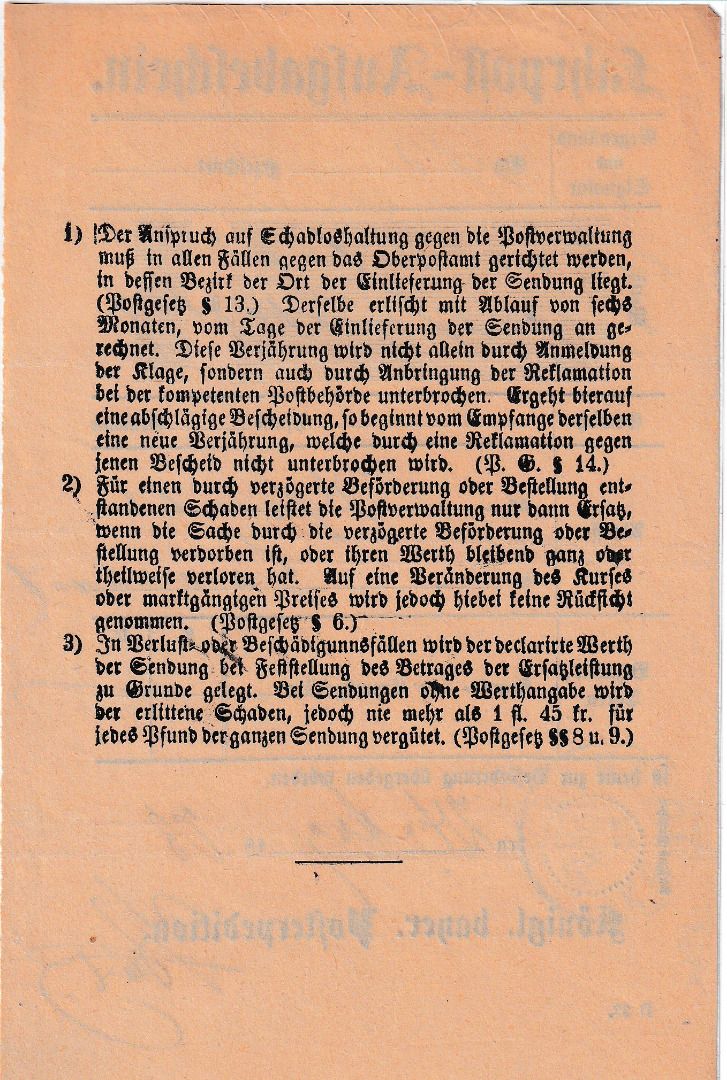 1) Der Anspruch auf Schadloshaltung gegen die Postverwaltung
muß in allen Fällen gegen das Oberpostamt gerichtet werden,
in dessen Bezirk der Ort der Einlieferung der Sendung liegt.
(Postgesetz § 13.) Derselbe erlischt mit Ablauf von sechs
Monaten, vom Tage der Einlieferung der Sendung an ge-
rechnet. Diese Verjährung wird nicht allein durch Anmeldung
der Klage, sondern auch durch Anbringung der Reklamation
bei der kompetenten Postbehörde unterbrochen. Ergeht hierauf
eine abschlägige Bescheidung, so beginnt vom Empfange derselben
eine neue Verjährung, welche durch eine Reklamation gegen
jenen Bescheid nicht unterbrochen wird. (P. G. § 14.)
2) Für einen durch verzögerte Beförderung oder Bestellung ent-
standenen Schaden leistet die Postverwaltung nur dann Ersatz,
wenn die Sache durch die verzögerte Beförderung oder Be-
stellung verdorben ist, oder ihren Werth bleibend ganz oder
theilweise verloren hat. Auf eine Veränderung des Kurses
oder marktgängigen Preises wird jedoch hiebei keine Rücksicht
genommen. (Postgesetz § 6.)
3) In Verlust- oder Beschädigunnsfällen wird der declarirte Werth
der Sendung bei Feststellung des Betrages der Ersatzleistung
zu Grunde gelegt. Bei Sendungen ohne Werthangabe wird
der erlittene Schaden, jedoch nie mehr als 1 fl. 45 kr. für
jedes Pfund der ganzen Sendung vergütet. (Postgesetz §§ 8 u. 9.)
Fahrpost-Aufgabeschein.
Königl. bayer. Postexpedition.